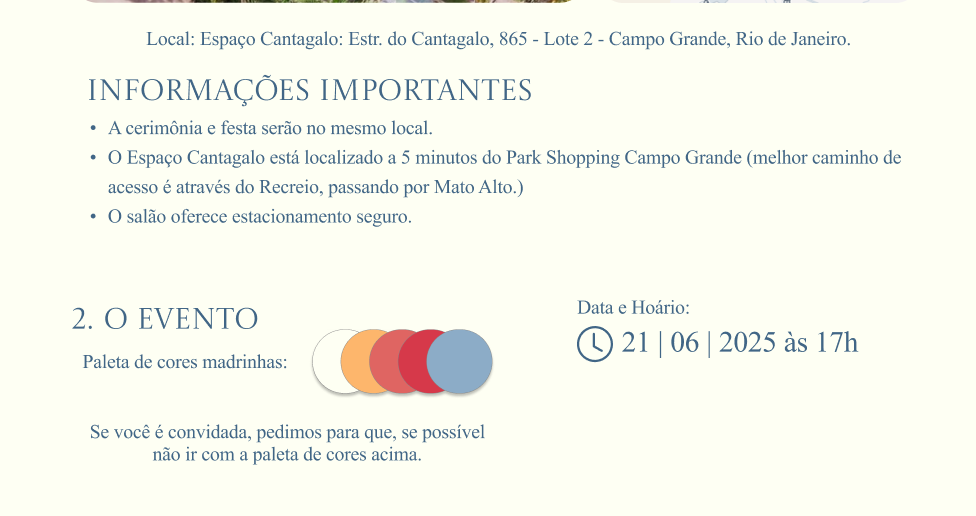 Local: Espaço Cantagalo: Estr. do Cantagalo, 865 - Lote 2 - Campo Grande, Rio de Janeiro.
INFORMAÇÕES IMPORTANTES
• A cerimônia e festa serão no mesmo local.
• O Espaço Cantagalo está localizado a 5 minutos do Park Shopping Campo Grande (melhor caminho de
acesso é através do Recreio, passando por Mato Alto.)
• O salão oferece estacionamento seguro.
2. O EVENTO
Paleta de cores madrinhas:
Se você é convidada, pedimos para que, se possível
não ir com a paleta de cores acima.
Data e Hoário:
21 | 06 | 2025 às 17h